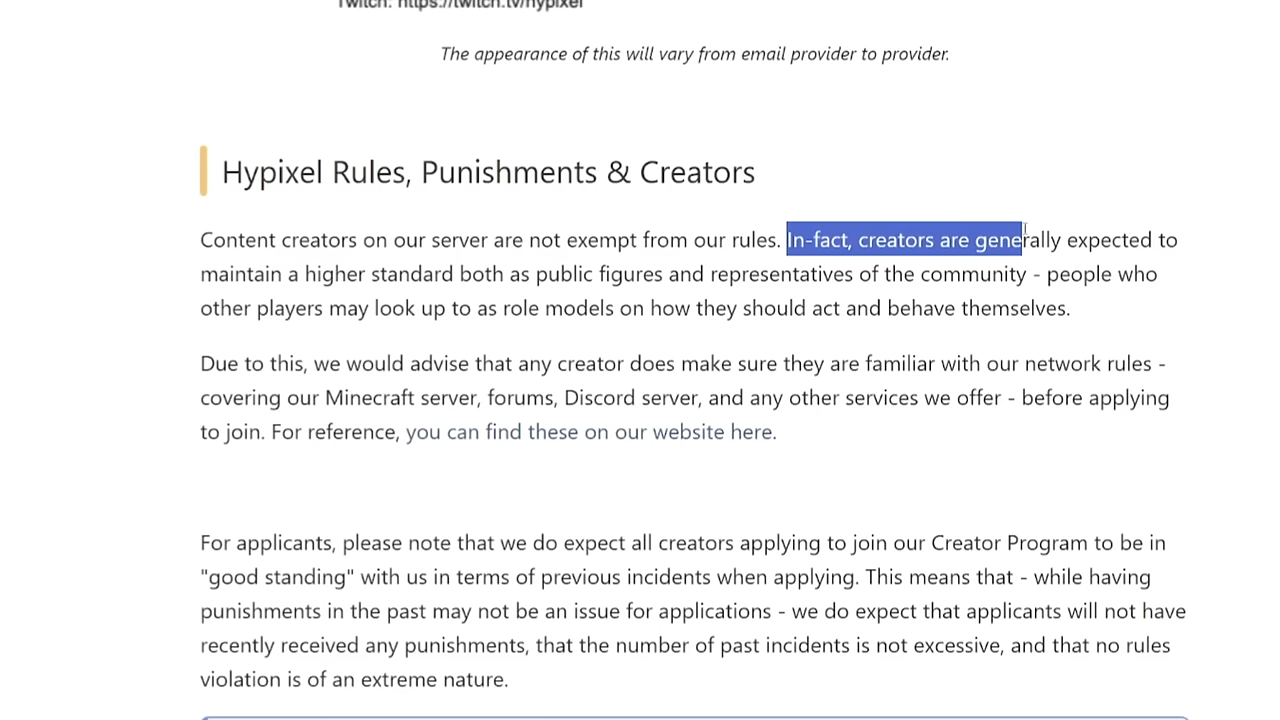 Twitch: https://twitch.tv/hypixel
The appearance of this will vary from email provider to provider.
Hypixel Rules, Punishments & Creators
Content creators on our server are not exempt from our rules. In-fact, creators are generally expected to
maintain a higher standard both as public figures and representatives of the community - people who
other players may look up to as role models on how they should act and behave themselves.
Due to this, we would advise that any creator does make sure they are familiar with our network rules -
covering our Minecraft server, forums, Discord server, and any other services we offer - before applying
to join. For reference, you can find these on our website here.
For applicants, please note that we do expect all creators applying to join our Creator Program to be in
"good standing" with us in terms of previous incidents when applying. This means that - while having
punishments in the past may not be an issue for applications - we do expect that applicants will not have
recently received any punishments, that the number of past incidents is not excessive, and that no rules
violation is of an extreme nature.